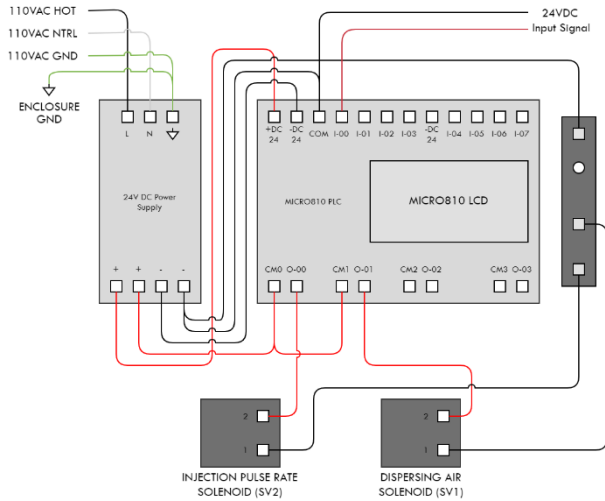 110VAC HOT
110VAC NTRL
110VAC GND
ENCLOSURE
GND
24VDC
Input Signal
L N
24V DC Power
Supply
+ + - -
+DC
24
-DC
24
COM I-00 I-01 I-02 I-03
-DC
24
I-04 I-05 I-06 I-07
MICRO810 PLC
MICRO810 LCD
CM0 O-00 CM1 O-01 CM2 O-02 CM3 O-03
2
1
INJECTION PULSE RATE
SOLENOID (SV2)
2
1
DISPERSING AIR
SOLENOID (SV1)